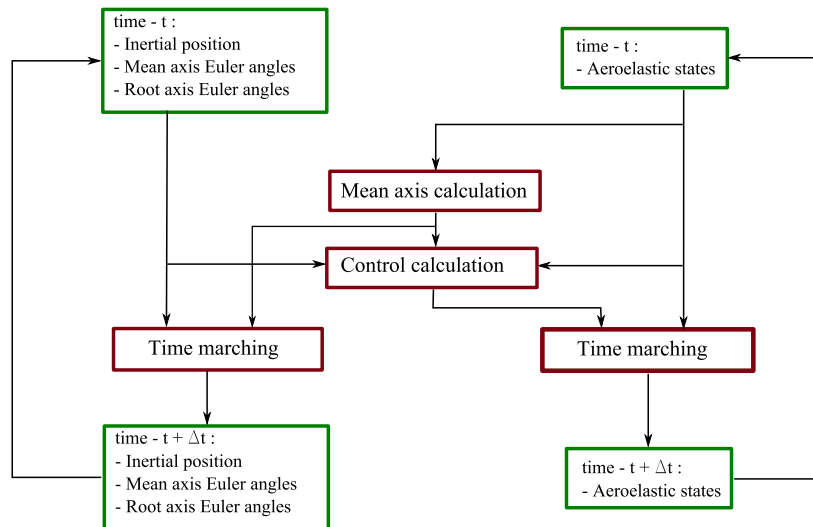 time - t :
- Inertial position
- Mean axis Euler angles
- Root axis Euler angles
time - t :
- Aeroelastic states
Mean axis calculation
Control calculation
Time marching
Time marching
time - t + Δt :
- Inertial position
- Mean axis Euler angles
- Root axis Euler angles
time - t + Δt :
- Aeroelastic states